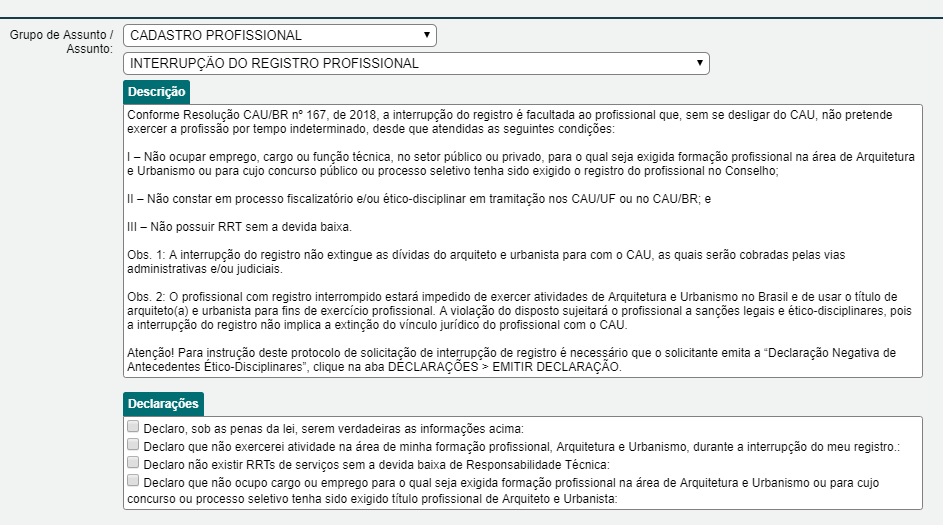 Grupo de Assunto /
Assunto:
CADASTRO PROFISSIONAL
INTERRUPÇÃO DO REGISTRO PROFISSIONAL
Descrição
Conforme Resolução CAU/BR nº 167, de 2018, a interrupção do registro é facultada ao profissional que, sem se desligar do CAU, não pretende
exercer a profissão por tempo indeterminado, desde que atendidas as seguintes condições:
I – Não ocupar emprego, cargo ou função técnica, no setor público ou privado, para o qual seja exigida formação profissional na área de Arquitetura
e Urbanismo ou para cujo concurso público ou processo seletivo tenha sido exigido o registro do profissional no Conselho;
II – Não constar em processo fiscalizatório e/ou ético-disciplinar em tramitação nos CAU/UF ou no CAU/BR; e
III – Não possuir RRT sem a devida baixa.
Obs. 1: A interrupção do registro não extingue as dívidas do arquiteto e urbanista para com o CAU, as quais serão cobradas pelas vias
administrativas e/ou judiciais.
Obs. 2: O profissional com registro interrompido estará impedido de exercer atividades de Arquitetura e Urbanismo no Brasil e de usar o título de
arquiteto(a) e urbanista para fins de exercício profissional. A violação do disposto sujeitará o profissional a sanções legais e ético-disciplinares, pois
a interrupção do registro não implica a extinção do vínculo jurídico do profissional com o CAU.
Atenção! Para instrução deste protocolo de solicitação de interrupção de registro é necessário que o solicitante emita a “Declaração Negativa de
Antecedentes Ético-Disciplinares”, clique na aba DECLARAÇÕES > EMITIR DECLARAÇÃO.
Declarações
Declaro, sob as penas da lei, serem verdadeiras as informações acima:
Declaro que não exercerei atividade na área de minha formação profissional, Arquitetura e Urbanismo, durante a interrupção do meu registro.:
Declaro não existir RRTs de serviços sem a devida baixa de Responsabilidade Técnica:
Declaro que não ocupo cargo ou emprego para o qual seja exigida formação profissional na área de Arquitetura e Urbanismo ou para cujo
concurso ou processo seletivo tenha sido exigido título profissional de Arquiteto e Urbanista: